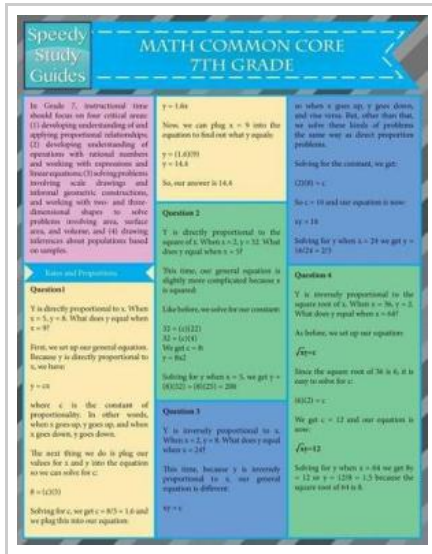 Speedy
Study
Guides
MATH COMMON CORE
7TH GRADE
In Grade 7, instructional time
should focus on four critical areas:
(1) developing understanding of and
applying proportional relationships;
(2) developing understanding of
operations with rational numbers
and working with expressions and
linear equations; (3) solving problems
involving scale drawings and
informal geometric constructions,
and working with two- and three-
dimensional shapes to solve
problems involving area, surface
area, and volume; and (4) drawing
inferences about populations based
on samples.
Rates and Proportions
Question1
Y is directly proportional to x. When
x = 5, y = 8. What does y equal when
x = 9?
First, we set up our general equation.
Because y is directly proportional to
x, we have:
y = cx
where c is the constant of
proportionality. In other words,
when x goes up, y goes up, and when
x goes down, y goes down.
The next thing we do is plug our
values for x and y into the equation
so we can solve for c:
8 = (c)(5)
Solving for c, we get c = 8/5 = 1.6 and
we plug this into our equation:
y = 1.6x
Now, we can plug x = 9 into the
equation to find out what y equals:
y = (1.6)(9)
y = 14.4
So, our answer is 14.4
Question 2
Y is directly proportional to the
square of x. When x = 2, y = 32. What
does y equal when x = 5?
This time, our general equation is
slightly more complicated because x
is squared:
Like before, we solve for our constant:
32 = (c)(22)
32 = (c)(4)
We get c = 8:
y = 8x2
Solving for y when x = 5, we get y =
(8)(52) = (8)(25) = 200
Question 3
Y is inversely proportional to x.
When x = 2, y = 8. What does y equal
when x = 24?
This time, because y is inversely
proportional to x, our general
equation is different:
xy = c
as when x goes up, y goes down,
and vise versa. But, other than that,
we solve these kinds of problems
the same way as direct proportion
problems.
Solving for the constant, we get:
(2)(8) = c
So c = 16 and our equation is now:
xy = 16
Solving for y when x = 24 we get y =
16/24 = 2/3
Question 4
Y is inversely proportional to the
square root of x. When x = 36, y = 2.
What does y equal when x = 64?
As before, we set up our equation:
√xy=c
Since the square root of 36 is 6, it is
easy to solve for c:
(6)(2) = c
We get c = 12 and our equation is
now:
√xy=12
Solving for y when x = 64 we get 8y
= 12 so y = 12/8 = 1.5 because the
square root of 64 is 8.